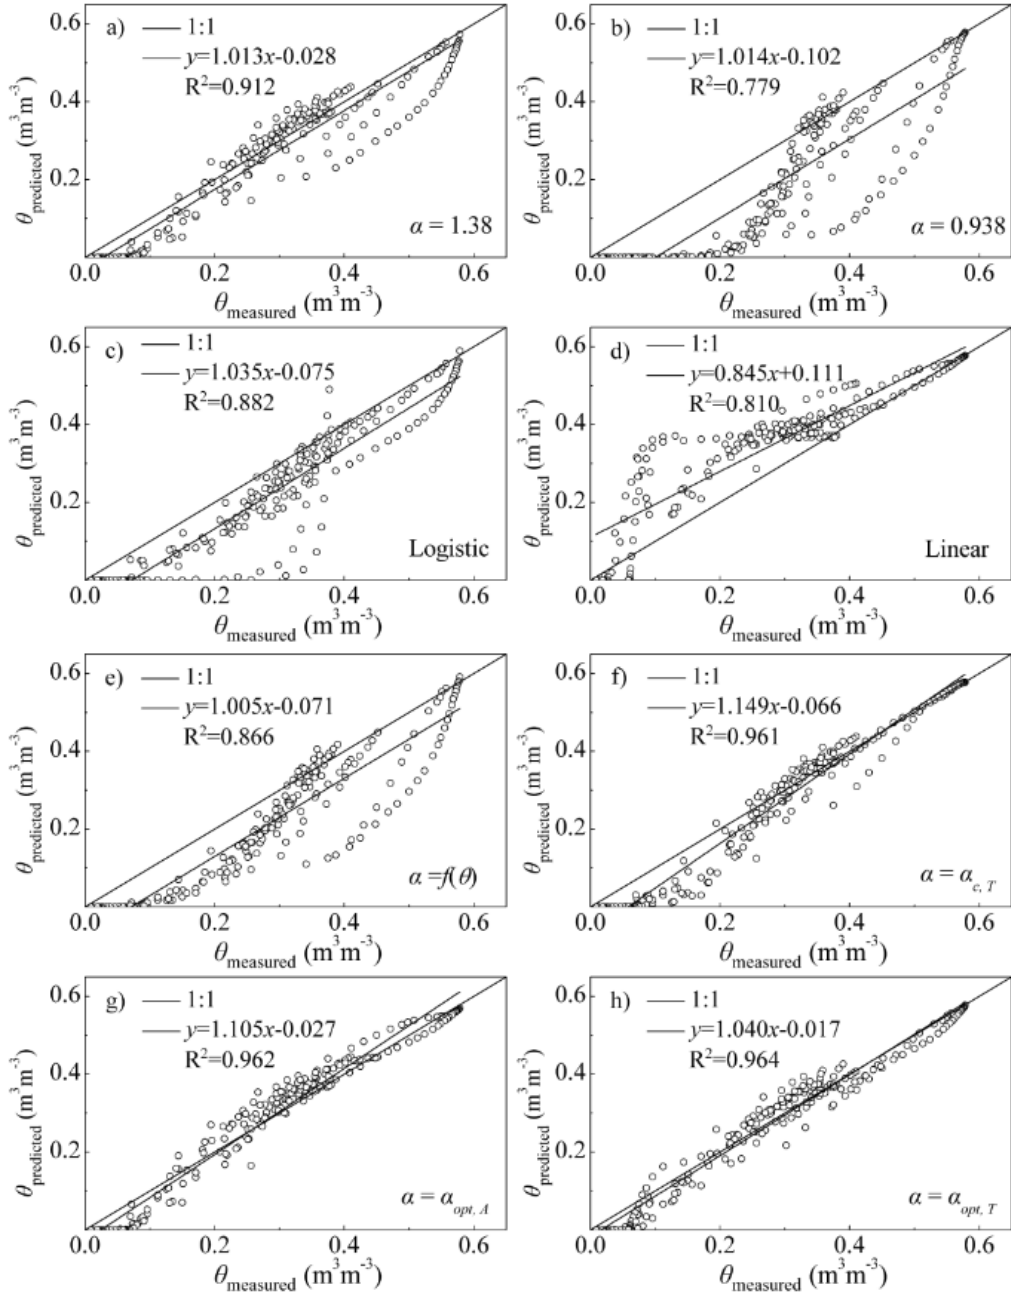 a)
1:1
y=1.013x-0.028
R²=0.912
α = 1.38
0.6
0.4
0.2
0.0
0.2
0.4
0.6
θpredicted (m³m⁻³)
θmeasured (m³m⁻³)
b)
1:1
y=1.014x-0.102
R²=0.779
α = 0.938
0.6
0.4
0.2
0.0
0.2
0.4
0.6
θpredicted (m³m⁻³)
θmeasured (m³m⁻³)
c)
1:1
y=1.035x-0.075
R²=0.882
Logistic
0.6
0.4
0.2
0.0
0.2
0.4
0.6
θpredicted (m³m⁻³)
θmeasured (m³m⁻³)
d)
1:1
y=0.845x+0.111
R²=0.810
Linear
0.6
0.4
0.2
0.0
0.2
0.4
0.6
θpredicted (m³m⁻³)
θmeasured (m³m⁻³)
e)
1:1
y=1.005x-0.071
R²=0.866
α =f(θ)
0.6
0.4
0.2
0.0
0.2
0.4
0.6
θpredicted (m³m⁻³)
θmeasured (m³m⁻³)
f)
1:1
y=1.149x-0.066
R²=0.961
α = αc, T
0.6
0.4
0.2
0.0
0.2
0.4
0.6
θpredicted (m³m⁻³)
θmeasured (m³m⁻³)
g)
1:1
y=1.105x-0.027
R²=0.962
α = αopt, A
0.6
0.4
0.2
0.0
0.2
0.4
0.6
θpredicted (m³m⁻³)
θmeasured (m³m⁻³)
h)
1:1
y=1.040x-0.017
R²=0.964
α = αopt, T
0.6
0.4
0.2
0.0
0.2
0.4
0.6
θpredicted (m³m⁻³)
θmeasured (m³m⁻³)